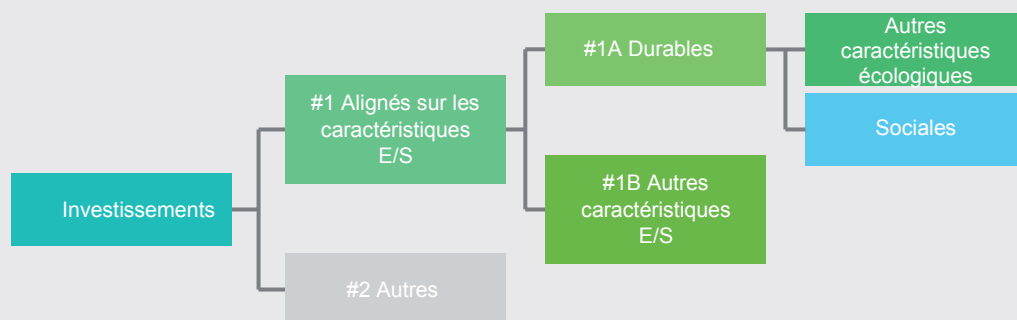 Investissements
#1 Alignés sur les
caractéristiques
E/S
#2 Autres
#1A Durables
#1B Autres
caractéristiques
E/S
Autres
caractéristiques
écologiques
Sociales